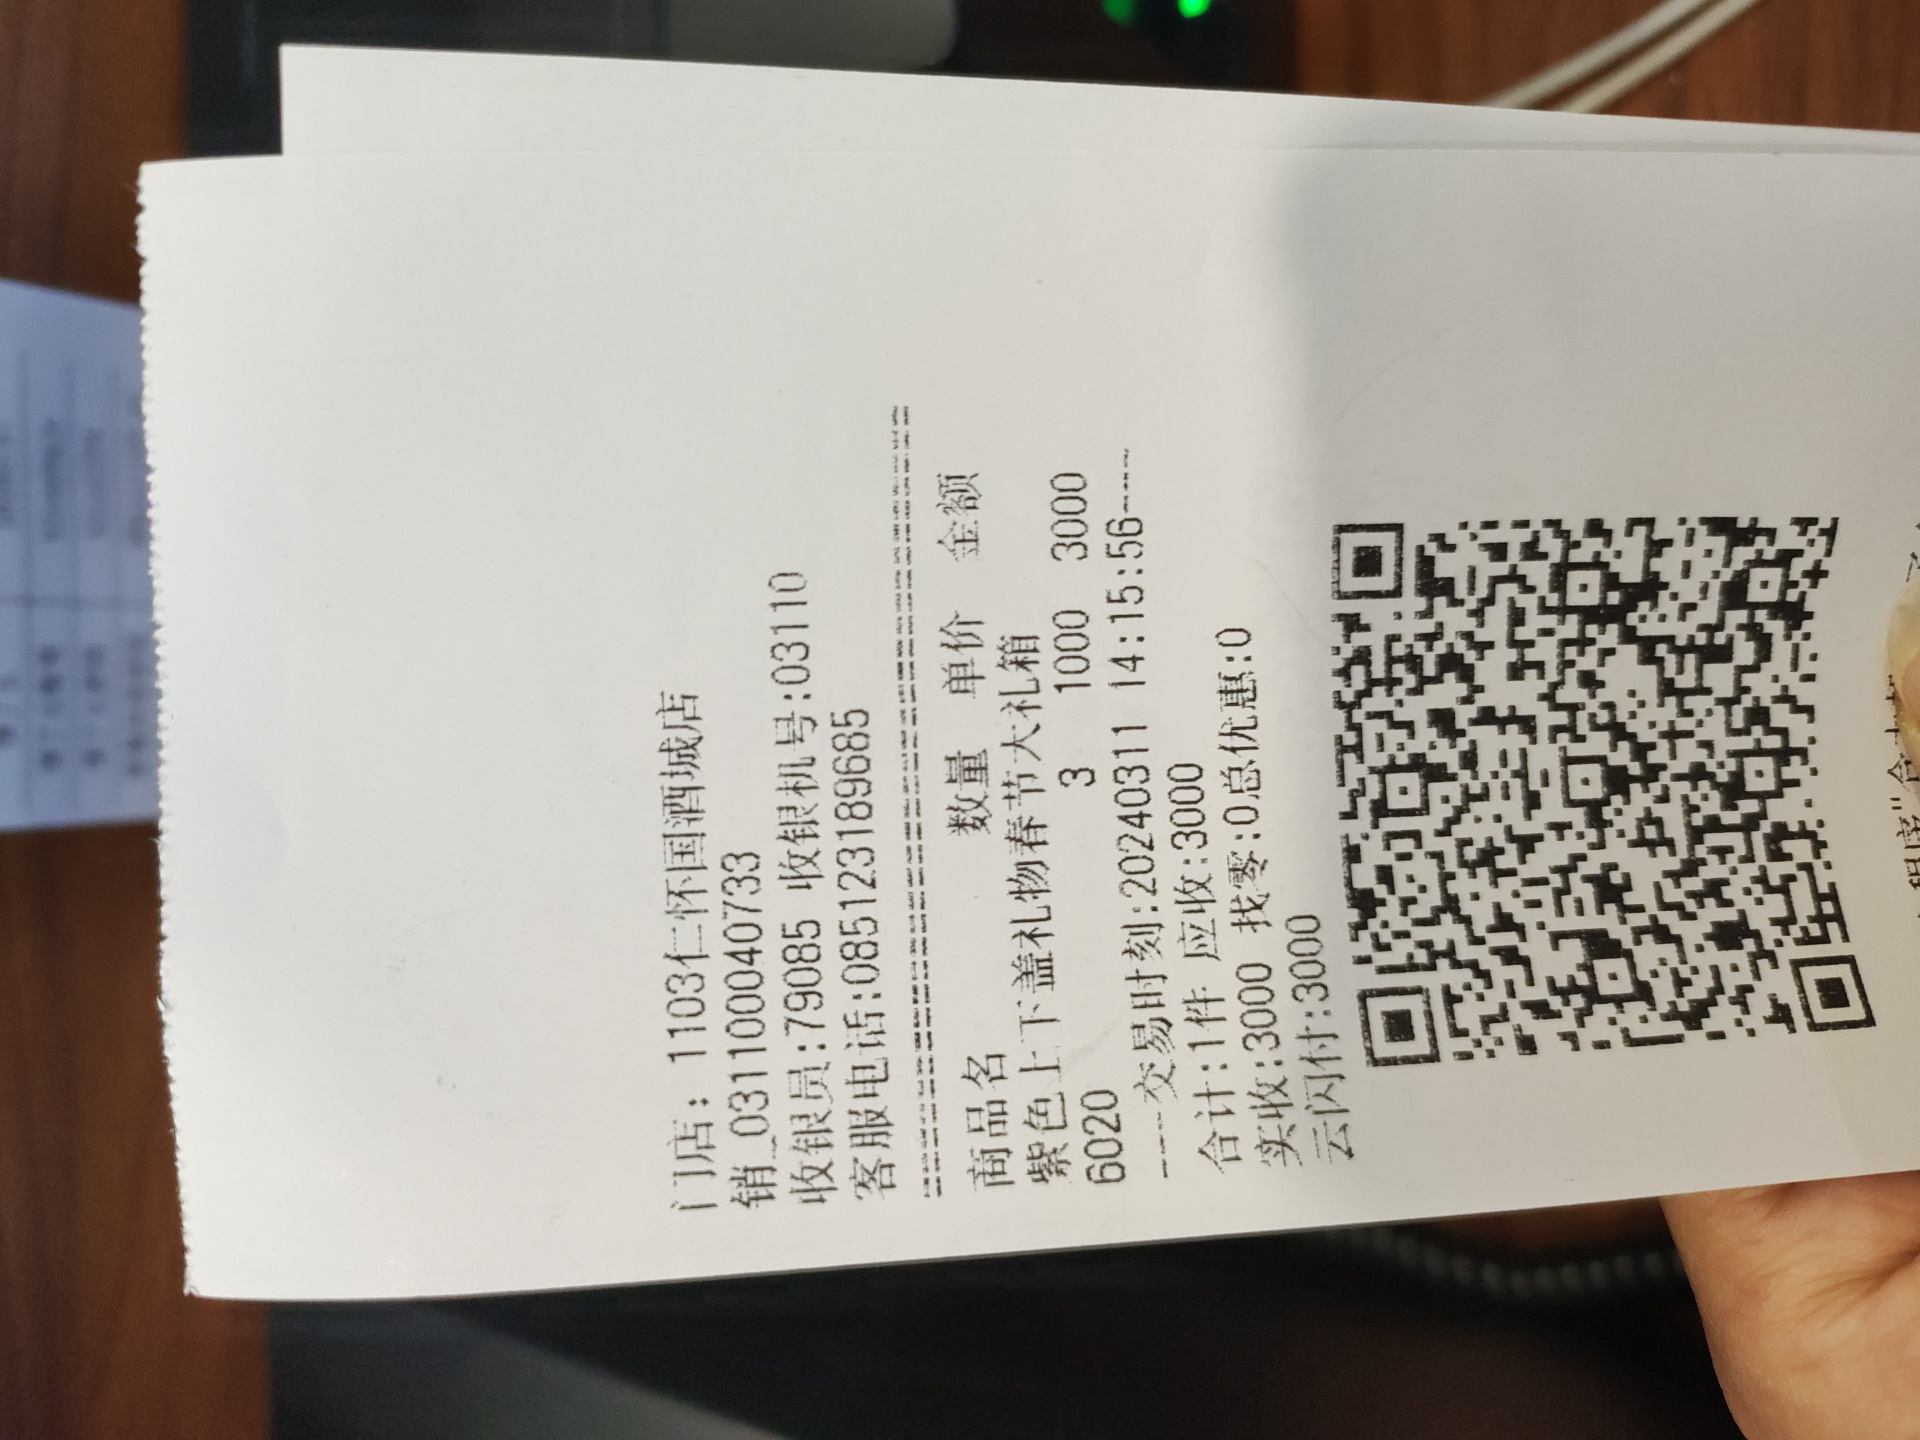 门店: 1103仁怀国酒城店
销_0311000040733
收银员:79085 收银机号:03110
客服电话:085123189685
================================
商品名 数量 单价 金额
紫色上下盖礼物春节大礼箱
6020 3 1000 3000
----交易时刻:20240311 14:15:56---
合计:1件 应收:3000
实收:3000 找零:0总优惠:0
云闪付:3000